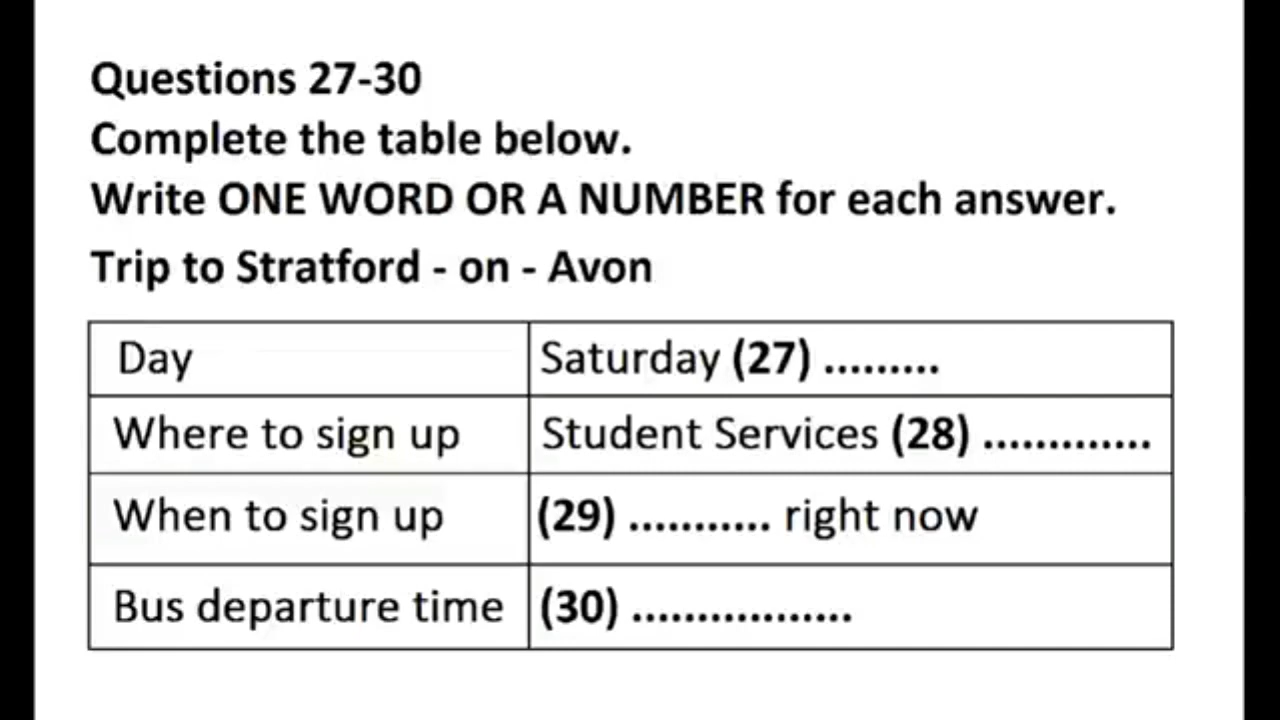 Questions 27-30
Complete the table below.
Write ONE WORD OR A NUMBER for each answer.
Trip to Stratford - on - Avon
Day Saturday (27) .........
Where to sign up Student Services (28) .............
When to sign up (29) ........... right now
Bus departure time (30) .................